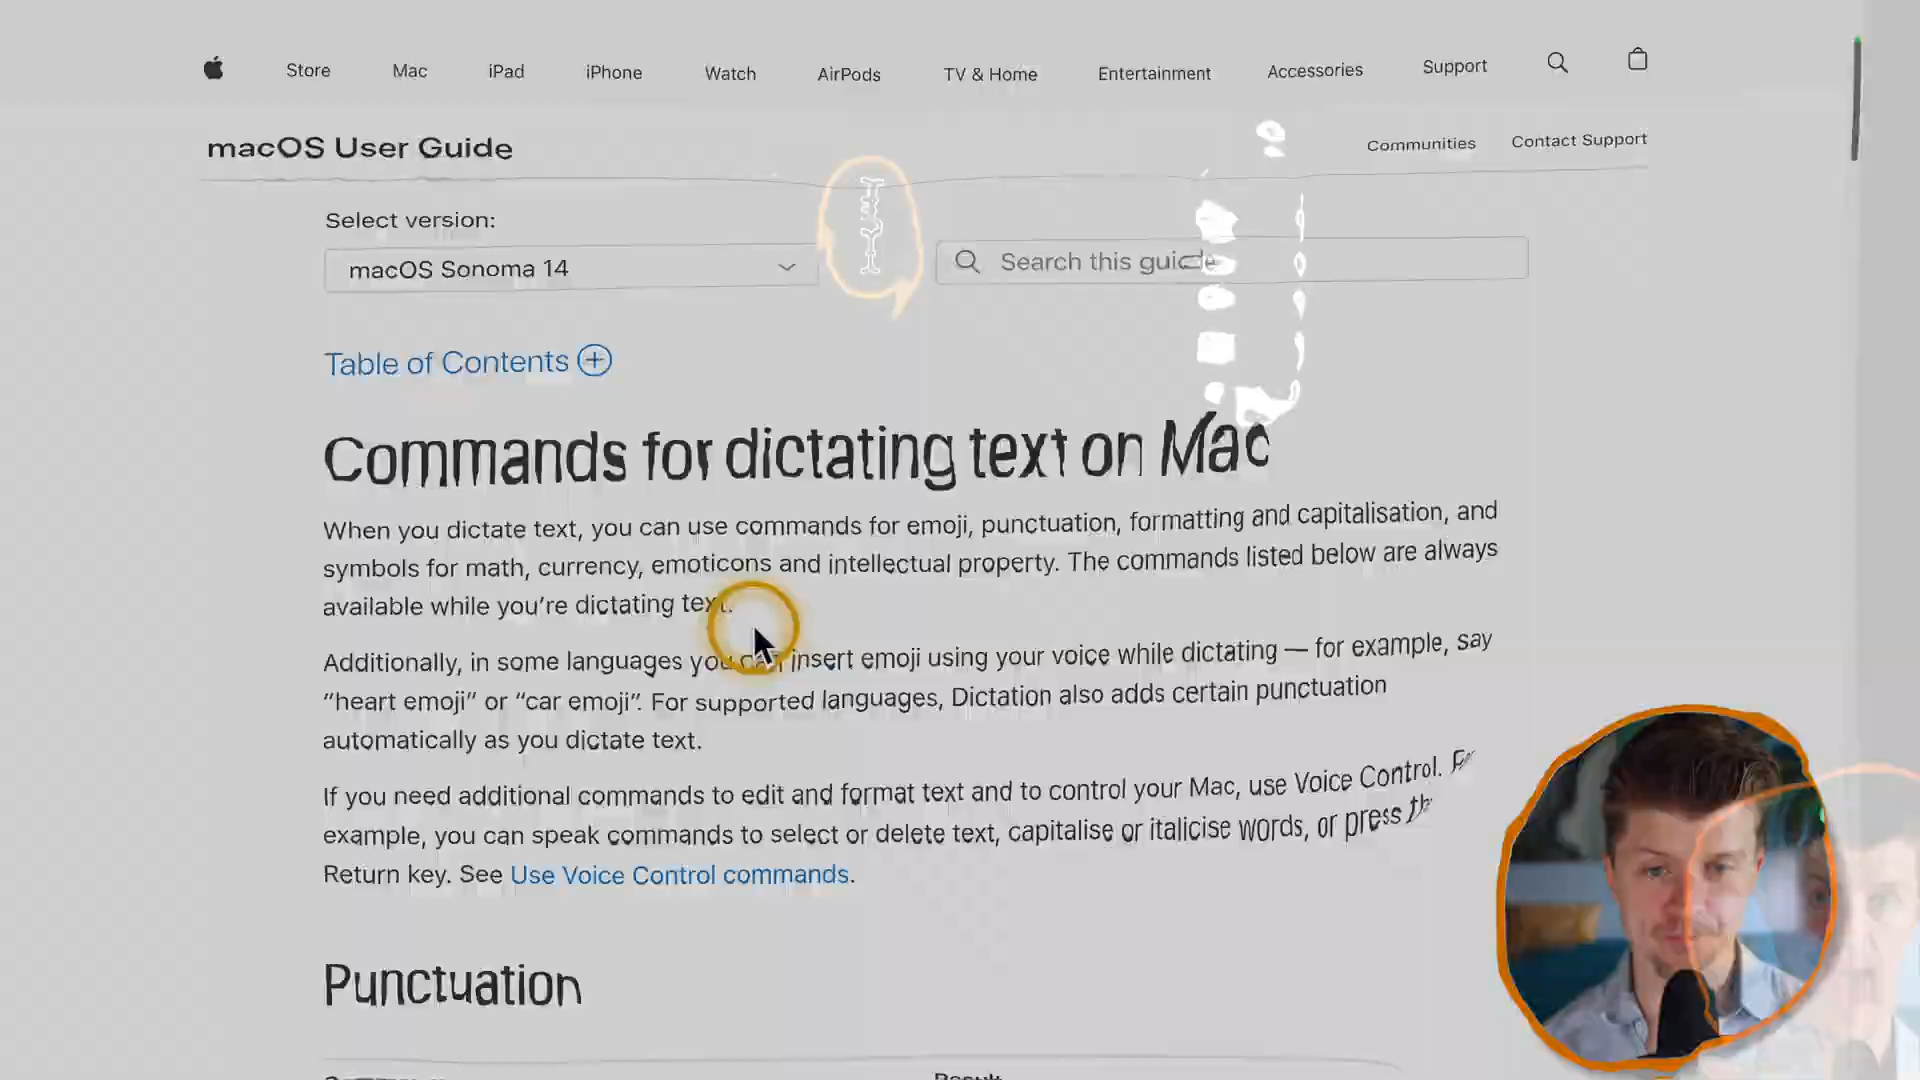 Store Mac iPad iPhone Watch AirPods TV & Home Entertainment Accessories Support
macOS User Guide
Communities Contact Support
Select version:
macOS Sonoma 14
Search this guide
Table of Contents
Commands for dictating text on Mac
When you dictate text, you can use commands for emoji, punctuation, formatting and capitalisation, and
symbols for math, currency, emoticons and intellectual property. The commands listed below are always
available while you're dictating text.
Additionally, in some languages you can insert emoji using your voice while dictating — for example, say
"heart emoji" or "car emoji". For supported languages, Dictation also adds certain punctuation
automatically as you dictate text.
If you need additional commands to edit and format text and to control your Mac, use Voice Control.
example, you can speak commands to select or delete text, capitalise or italicise words, or press
Return key. See Use Voice Control commands.
Punctuation